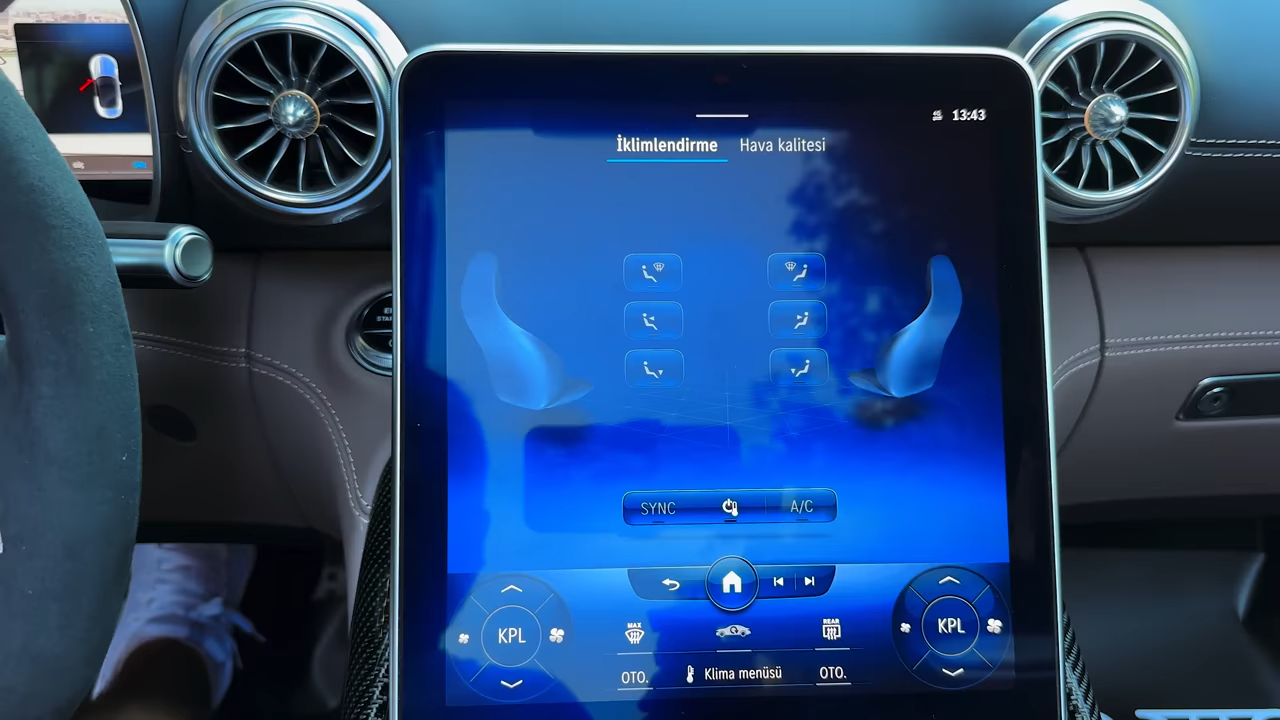 13:43
İklimlendirme Hava kalitesi
SYNC A/C
KPL KPL
MAX REAR
OTO. Klima menüsü OTO.